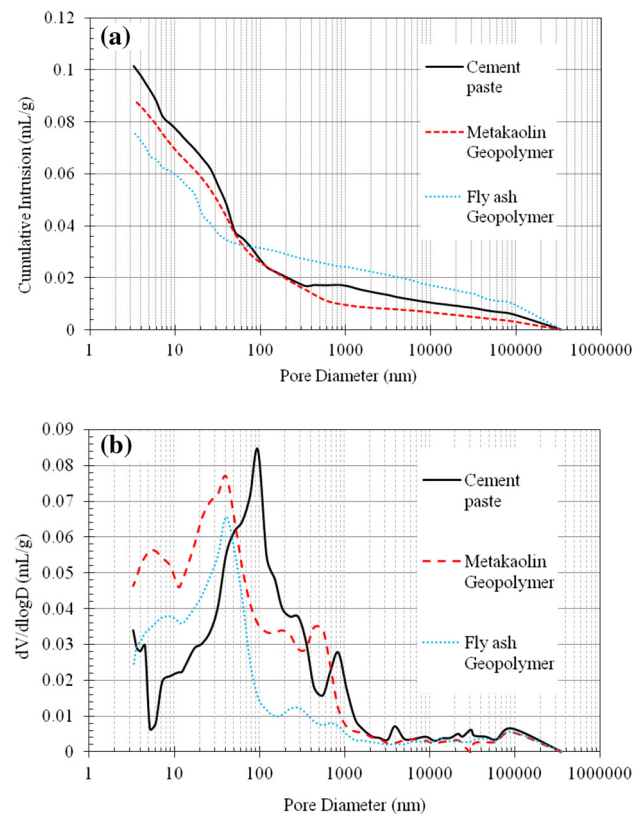 (a)
0.12
0.1
0.08
0.06
0.04
0.02
0
Cumulative Intrusion (mL/g)
Cement
paste
Metakaolin
Geopolymer
Fly ash
Geopolymer
1 10 100 1000 10000 100000 1000000
Pore Diameter (nm)
(b)
0.09
0.08
0.07
0.06
0.05
0.04
0.03
0.02
0.01
0
dV/dlogD (mL/g)
Cement
paste
Metakaolin
Geopolymer
Fly ash
Geopolymer
1 10 100 1000 10000 100000 1000000
Pore Diameter (nm)